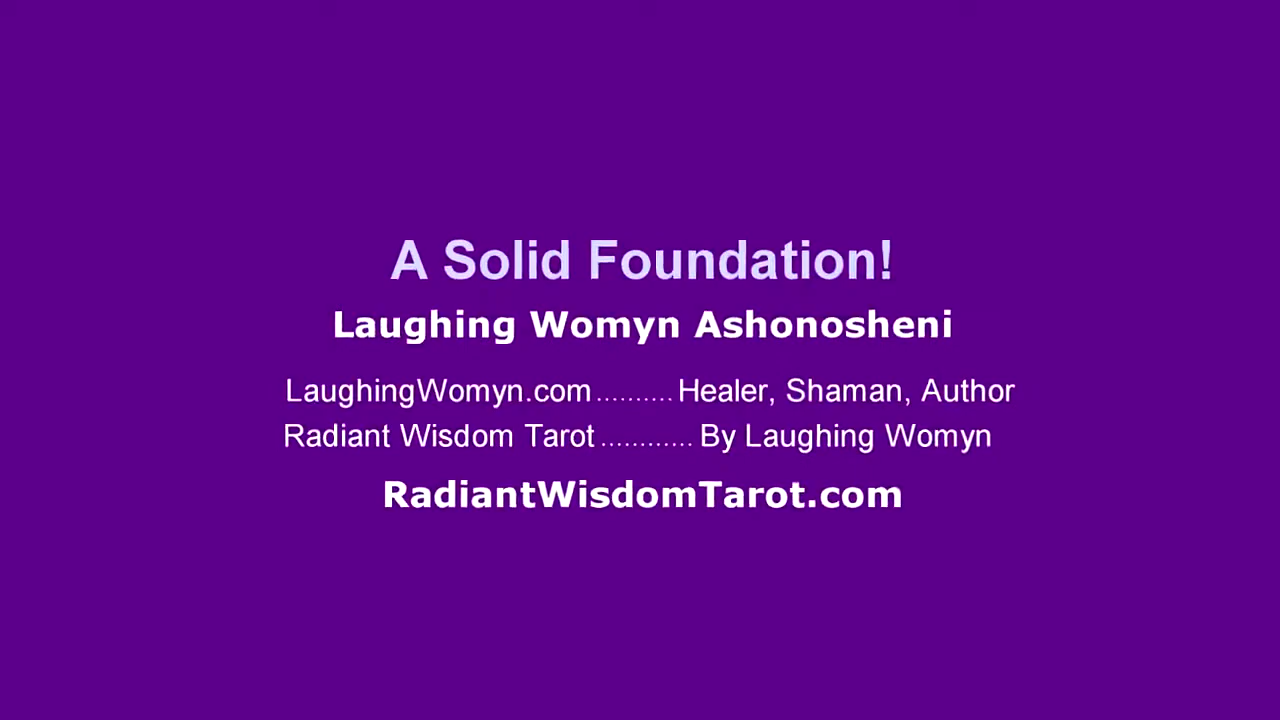 A Solid Foundation!
Laughing Womyn Ashonosheni
LaughingWomyn.com.........Healer, Shaman, Author
Radiant Wisdom Tarot............By Laughing Womyn
RadiantWisdomTarot.com